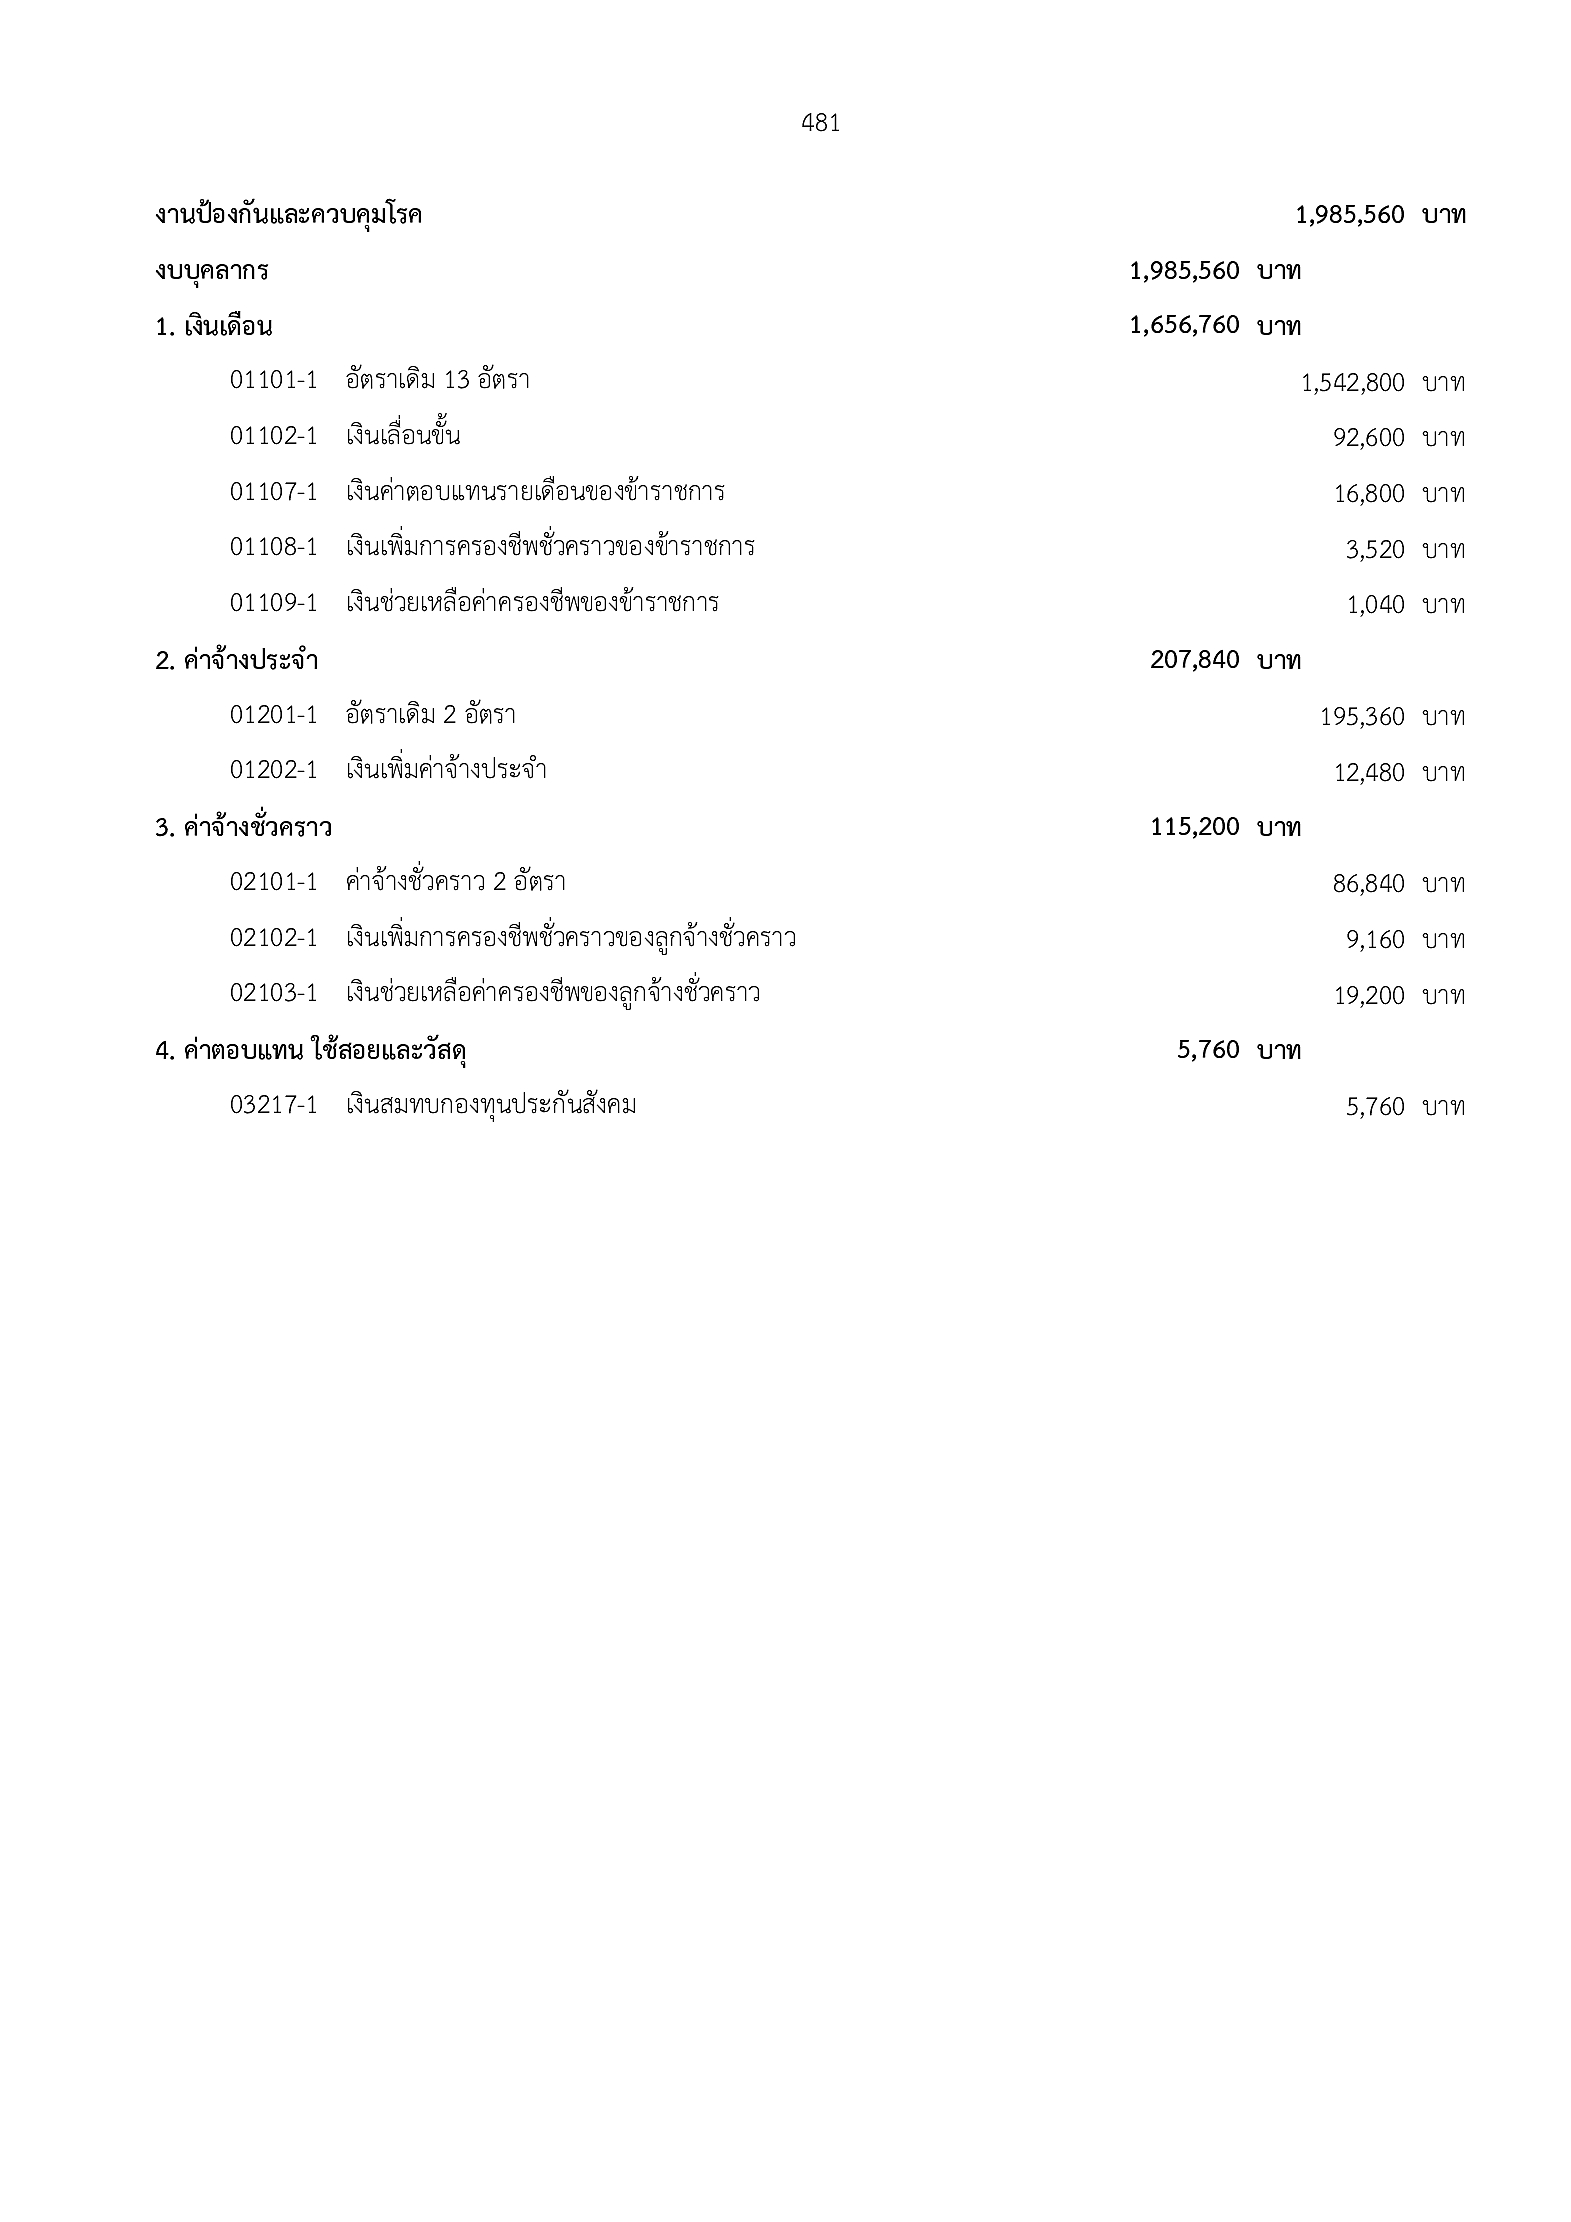 481
งานป้องกันและควบคุมโรค 1,985,560 บาท
งบบุคลากร 1,985,560 บาท
1. เงินเดือน 1,656,760 บาท
01101-1 อัตราเดิม 13 อัตรา 1,542,800 บาท
01102-1 เงินเลื่อนขั้น 92,600 บาท
01107-1 เงินค่าตอบแทนรายเดือนของข้าราชการ 16,800 บาท
01108-1 เงินเพิ่มการครองชีพชั่วคราวของข้าราชการ 3,520 บาท
01109-1 เงินช่วยเหลือค่าครองชีพของข้าราชการ 1,040 บาท
2. ค่าจ้างประจำ 207,840 บาท
01201-1 อัตราเดิม 2 อัตรา 195,360 บาท
01202-1 เงินเพิ่มค่าจ้างประจำ 12,480 บาท
3. ค่าจ้างชั่วคราว 115,200 บาท
02101-1 ค่าจ้างชั่วคราว 2 อัตรา 86,840 บาท
02102-1 เงินเพิ่มการครองชีพชั่วคราวของลูกจ้างชั่วคราว 9,160 บาท
02103-1 เงินช่วยเหลือค่าครองชีพของลูกจ้างชั่วคราว 19,200 บาท
4. ค่าตอบแทน ใช้สอยและวัสดุ 5,760 บาท
03217-1 เงินสมทบกองทุนประกันสังคม 5,760 บาท